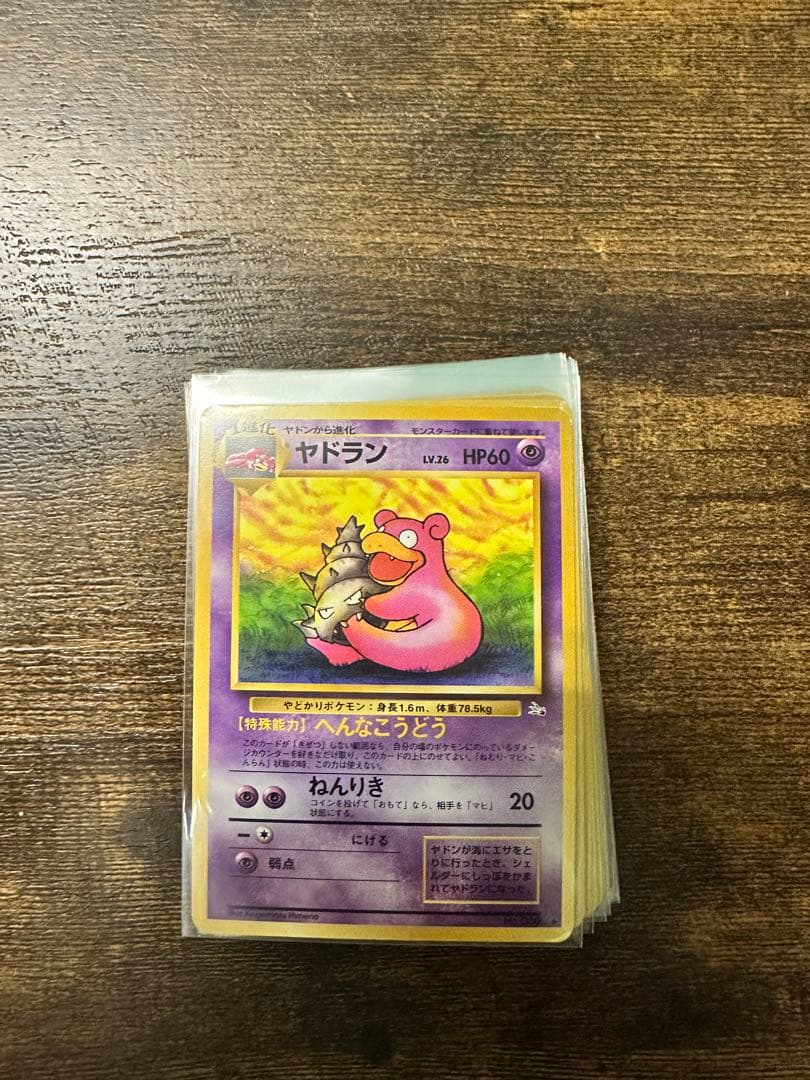 1進化
ヤドンから進化
モンスターカードに重ねて使います。
ヤドラン LV.26 HP60
やどかりポケモン：身長1.6m、体重78.5kg
【特殊能力】へんなこうどう
このカードが「きぜつ」しない範囲なら、自分の場のポケモンにのっているダメー
ジカウンターを好きなだけ取り、このカードの上にのせてよい。「ねむり・マヒ・こ
んらん」状態の時、この力は使えない。
ねんりき 20
コインを投げて「おもて」なら、相手を「マヒ」
状態にする。
にげる
弱点
ヤドンが海にエサをと
りに行ったとき、シェ
ルダーにしっぽをかま
れてヤドランになった。
Himeno